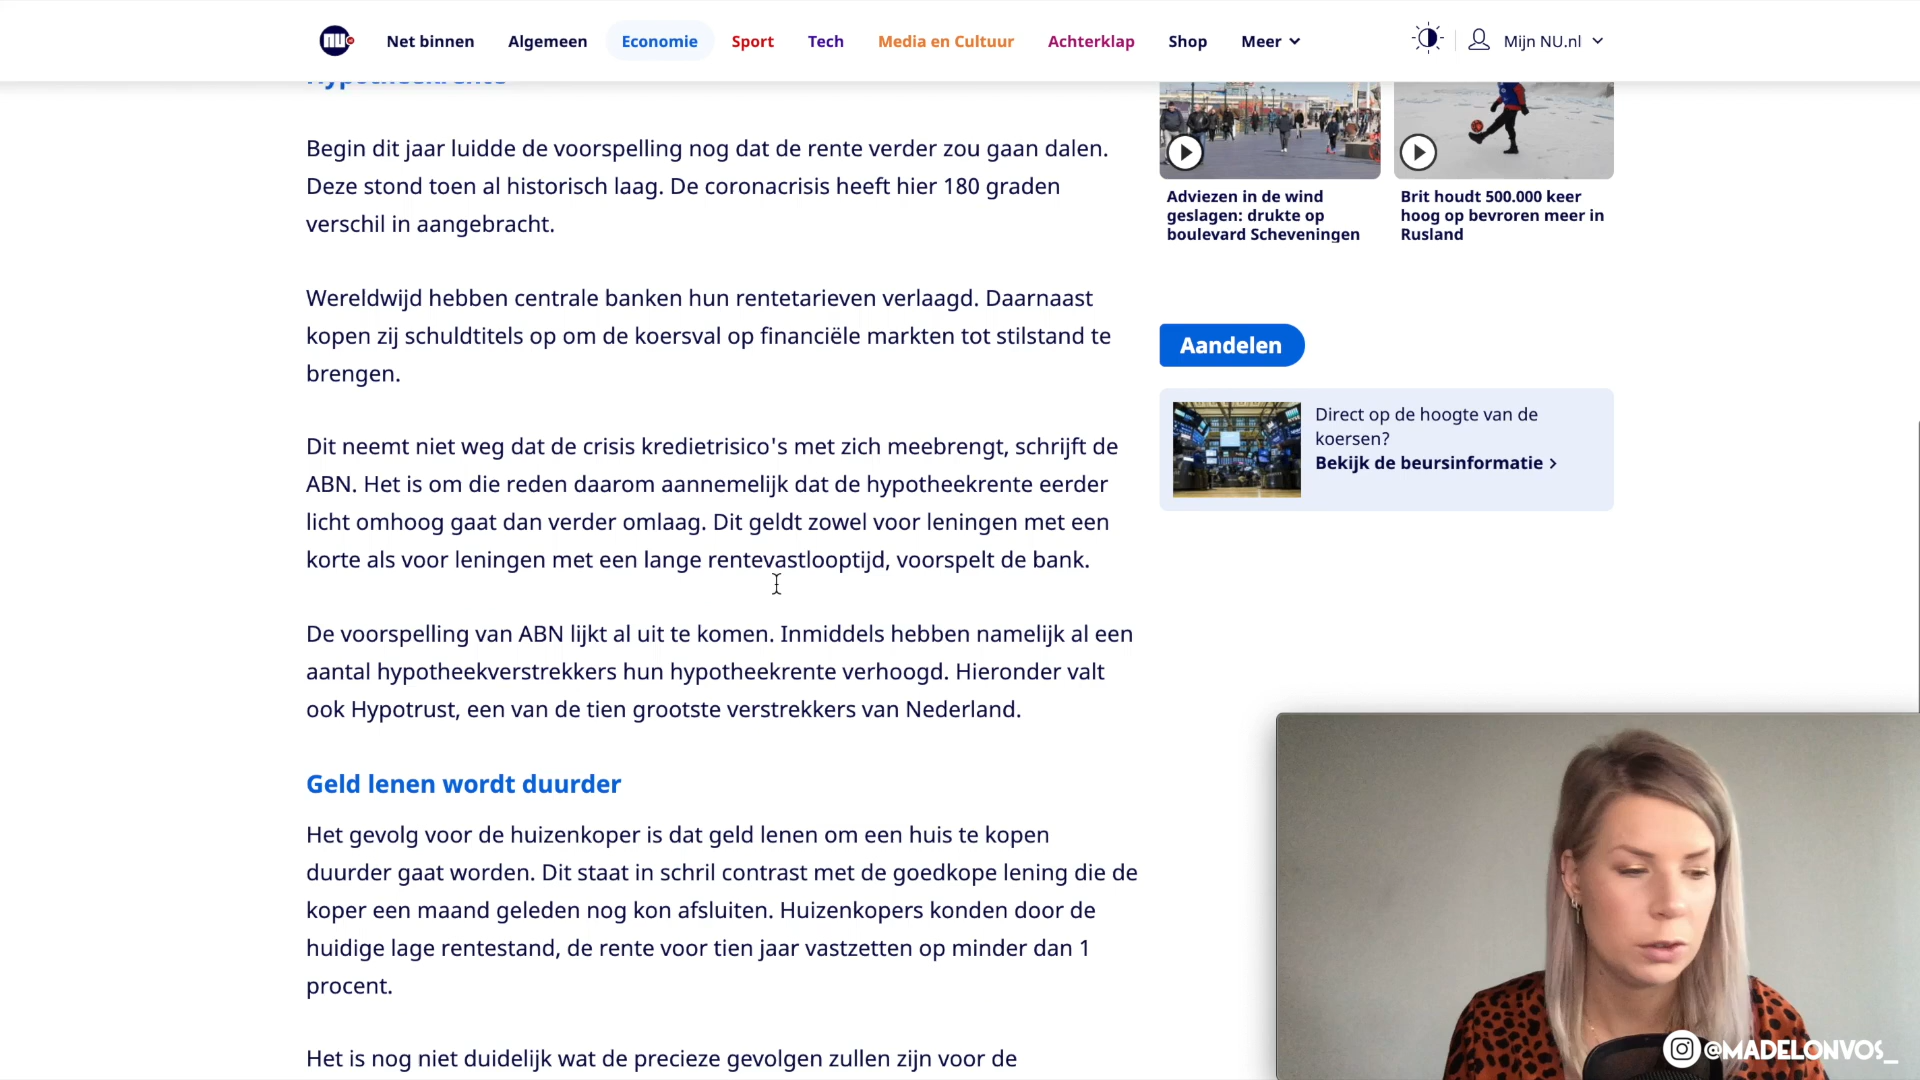 nu
Net binnen
Algemeen
Economie
Sport
Tech
Media en Cultuur
Achterklap
Shop
Meer
Mijn NU.nl
Hypotheekrente
Begin dit jaar luidde de voorspelling nog dat de rente verder zou gaan dalen.
Deze stond toen al historisch laag. De coronacrisis heeft hier 180 graden
verschil in aangebracht.
Wereldwijd hebben centrale banken hun rentetarieven verlaagd. Daarnaast
kopen zij schuldtitels op om de koersval op financiële markten tot stilstand te
brengen.
Dit neemt niet weg dat de crisis kredietrisico's met zich meebrengt, schrijft de
ABN. Het is om die reden daarom aannemelijk dat de hypotheekrente eerder
licht omhoog gaat dan verder omlaag. Dit geldt zowel voor leningen met een
korte als voor leningen met een lange rentevastlooptijd, voorspelt de bank.
De voorspelling van ABN lijkt al uit te komen. Inmiddels hebben namelijk al een
aantal hypotheekverstrekkers hun hypotheekrente verhoogd. Hieronder valt
ook Hypotrust, een van de tien grootste verstrekkers van Nederland.
Geld lenen wordt duurder
Het gevolg voor de huizenkoper is dat geld lenen om een huis te kopen
duurder gaat worden. Dit staat in schril contrast met de goedkope lening die de
koper een maand geleden nog kon afsluiten. Huizenkopers konden door de
huidige lage rentestand, de rente voor tien jaar vastzetten op minder dan 1
procent.
Het is nog niet duidelijk wat de precieze gevolgen zullen zijn voor de
Adviezen in de wind
geslagen: drukte op
boulevard Scheveningen
Brit houdt 500.000 keer
hoog op bevroren meer in
Rusland
Aandelen
Direct op de hoogte van de
koersen?
Bekijk de beursinformatie >
@MADELONVOS_